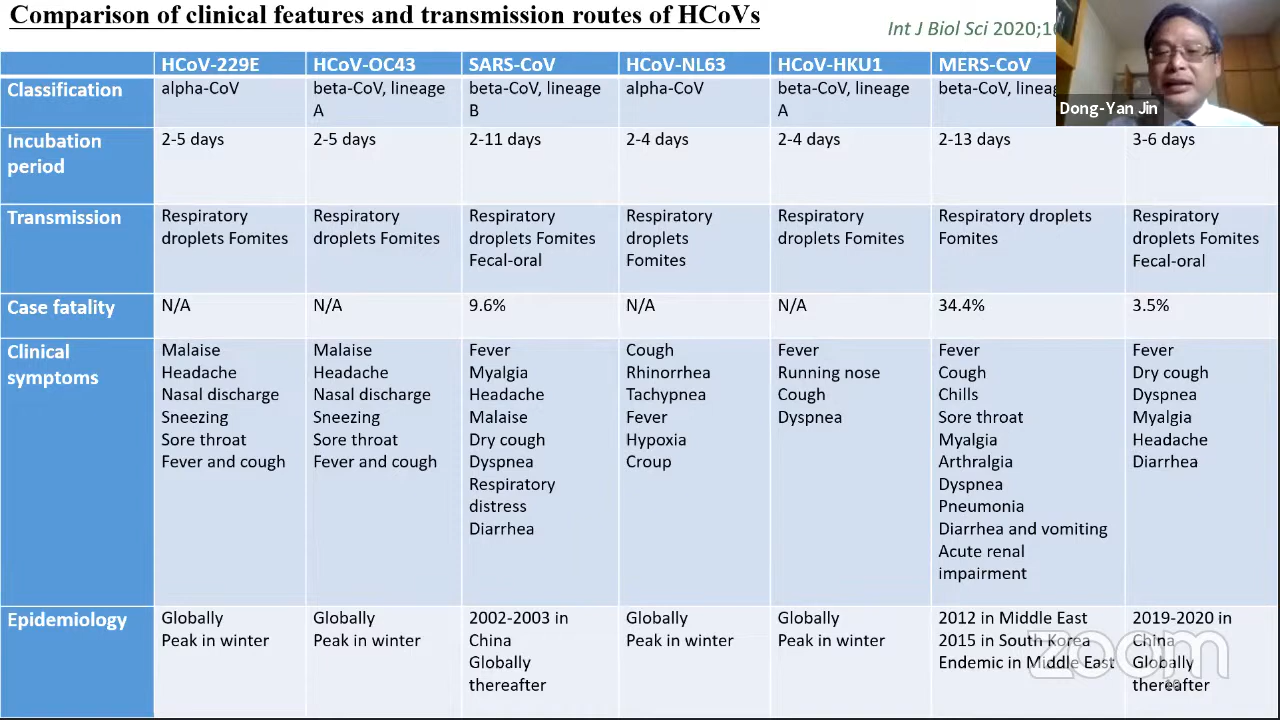 Comparison of clinical features and transmission routes of HCoVs
Int J Biol Sci 2020;
Dong-Yan Jin
HCoV-229E HCoV-OC43 SARS-CoV HCoV-NL63 HCoV-HKU1 MERS-CoV
Classification
alpha-CoV
beta-CoV, lineage
A
beta-CoV, lineage
B
alpha-CoV
beta-CoV, lineage
A
beta-CoV,
Incubation
period
2-5 days
2-5 days
2-11 days
2-4 days
2-4 days
2-13 days
3-6 days
Transmission
Respiratory
droplets Fomites
Respiratory
droplets Fomites
Respiratory
droplets Fomites
Fecal-oral
Respiratory
droplets
Fomites
Respiratory
droplets Fomites
Respiratory droplets
Fomites
Respiratory
droplets Fomites
Fecal-oral
Case fatality
N/A
N/A
9.6%
N/A
N/A
34.4%
3.5%
Clinical
symptoms
Malaise
Headache
Nasal discharge
Sneezing
Sore throat
Fever and cough
Malaise
Headache
Nasal discharge
Sneezing
Sore throat
Fever and cough
Fever
Myalgia
Headache
Malaise
Dry cough
Dyspnea
Respiratory
distress
Diarrhea
Cough
Rhinorrhea
Tachypnea
Fever
Hypoxia
Croup
Fever
Running nose
Cough
Dyspnea
Fever
Cough
Chills
Sore throat
Myalgia
Arthralgia
Dyspnea
Pneumonia
Diarrhea and vomiting
Acute renal
impairment
Fever
Dry cough
Dyspnea
Myalgia
Headache
Diarrhea
Epidemiology
Globally
Peak in winter
Globally
Peak in winter
2002-2003 in
China
Globally
thereafter
Globally
Peak in winter
Globally
Peak in winter
2012 in Middle East
2015 in South Korea
Endemic in Middle East
2019-2020 in
China
Globally
thereafter
zoom